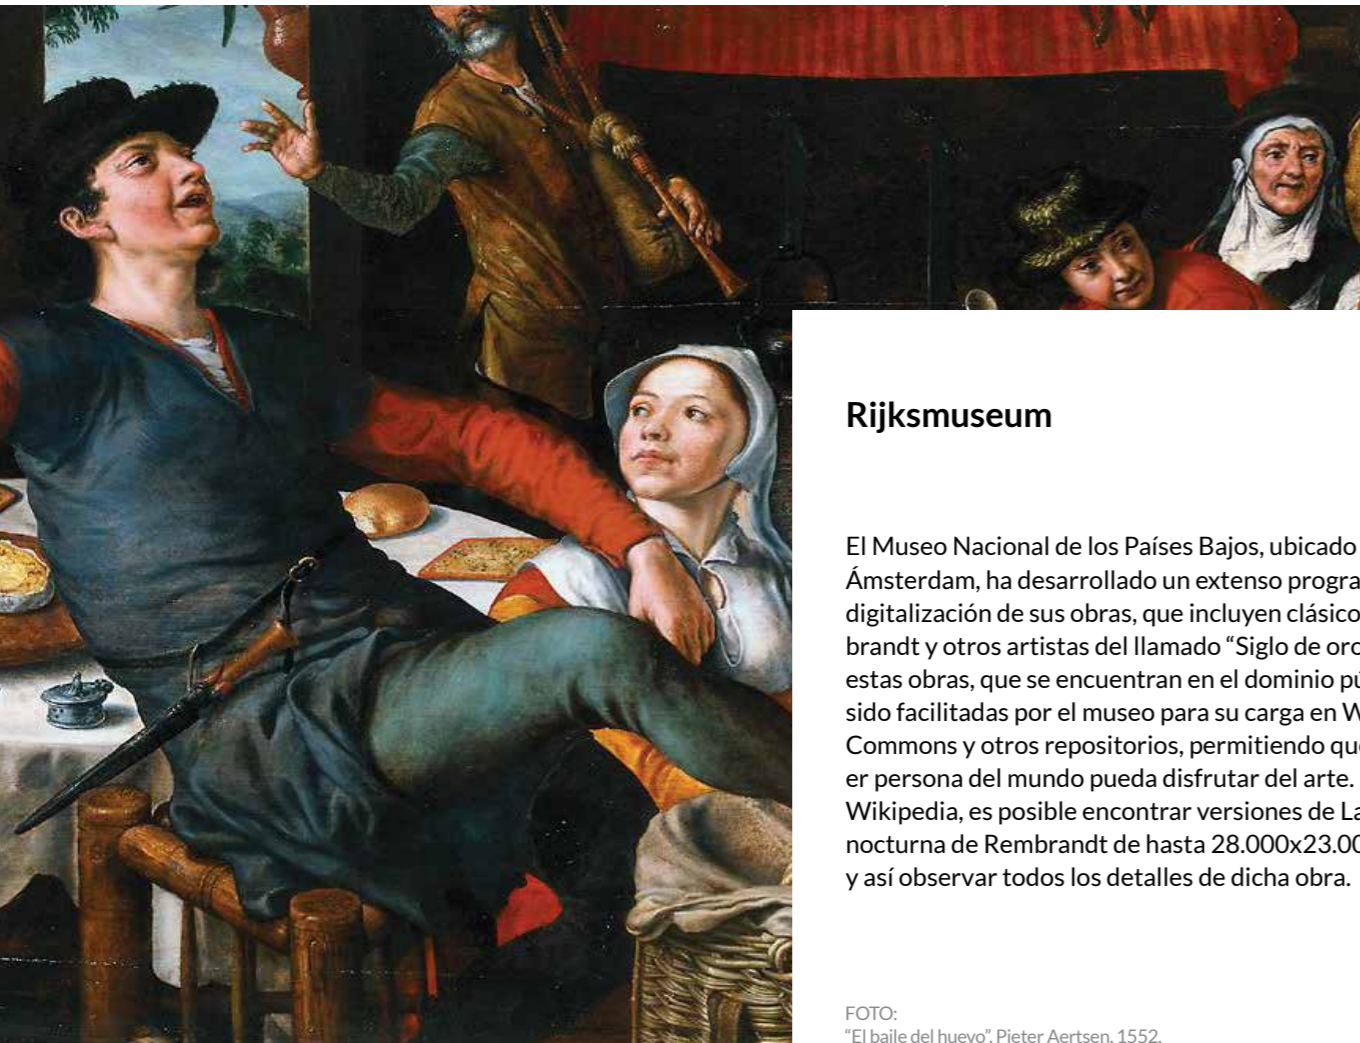 Rijksmuseum
El Museo Nacional de los Países Bajos, ubicado
Ámsterdam, ha desarrollado un extenso progra
digitalización de sus obras, que incluyen clásico
brandt y otros artistas del llamado “Siglo de oro
estas obras, que se encuentran en el dominio pú
sido facilitadas por el museo para su carga en W
Commons y otros repositorios, permitiendo que
er persona del mundo pueda disfrutar del arte.
Wikipedia, es posible encontrar versiones de La
nocturna de Rembrandt de hasta 28.000x23.00
y así observar todos los detalles de dicha obra.
FOTO:
“El baile del huevo”. Pieter Aertsen. 1552.